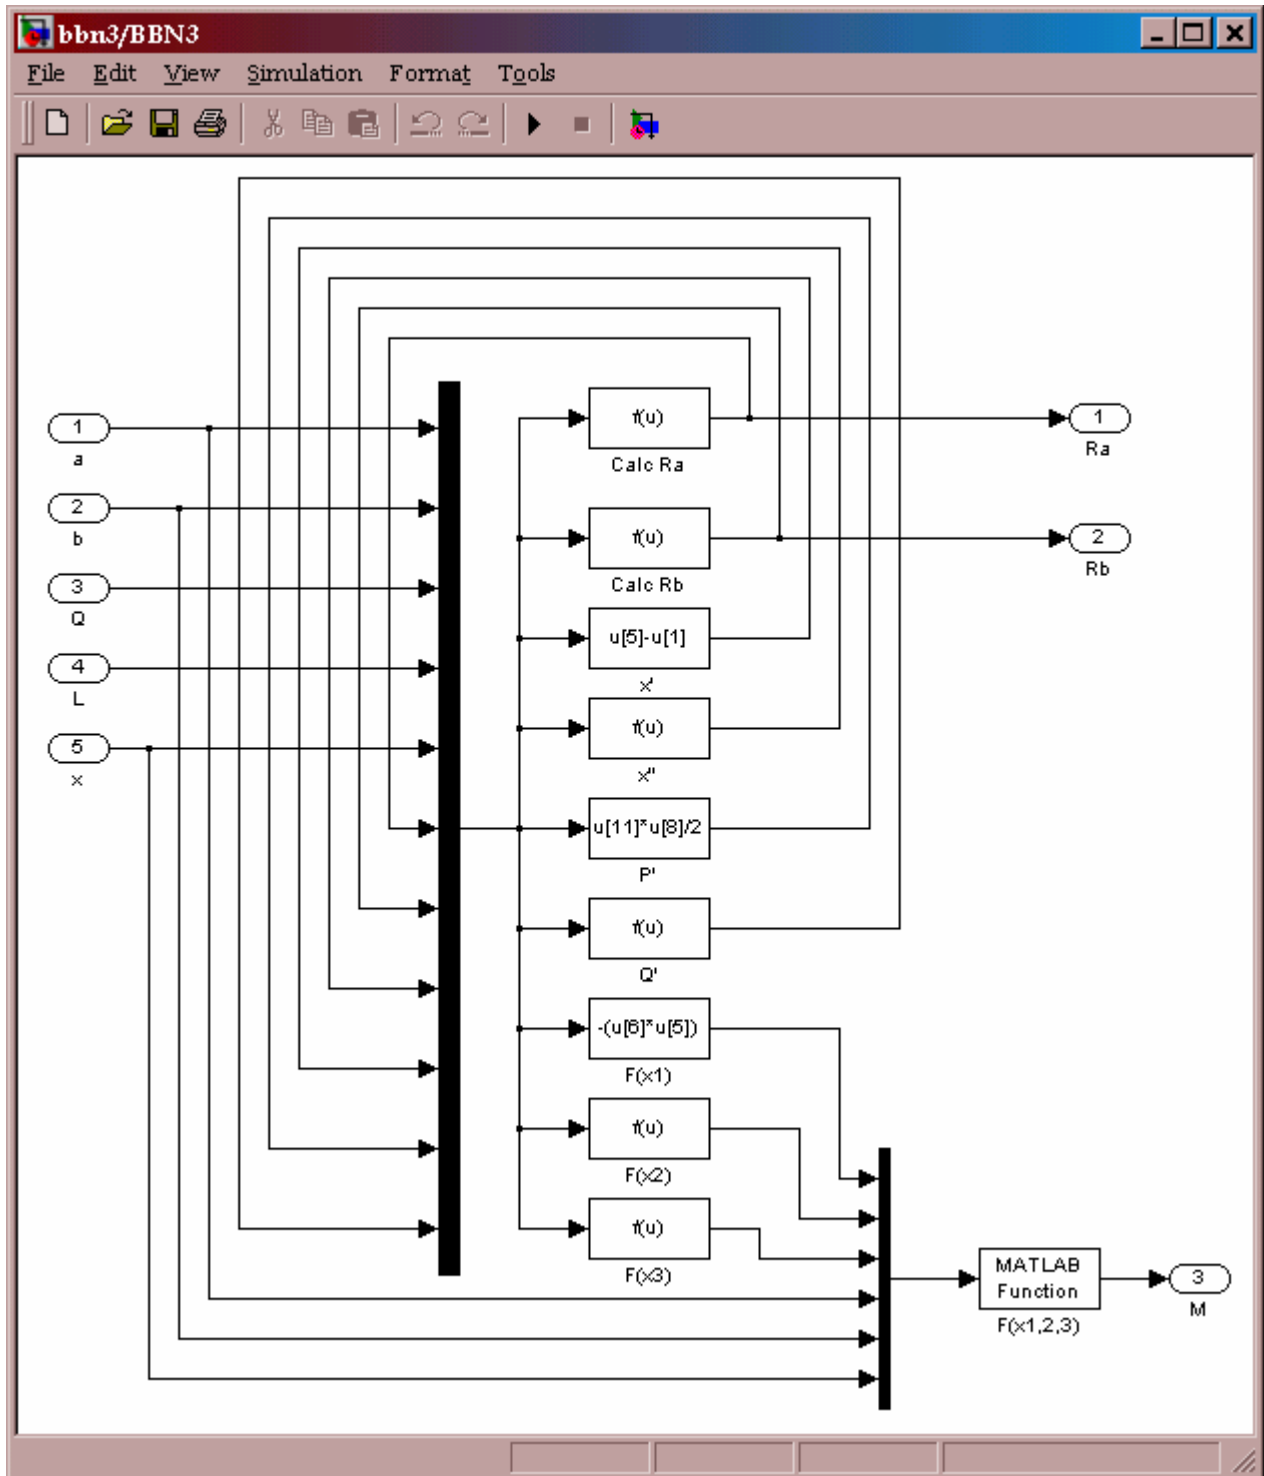 bbn3/BBN3
File Edit View Simulation Format Tools
1
a
2
b
3
Q
4
L
5
x
f(u)
Calc Ra
1
Ra
f(u)
Calc Rb
2
Rb
u[5]-u[1]
x'
f(u)
x"
u[11]*u[8]/2
P'
f(u)
Q'
-(u[6]*u[5])
F(x1)
f(u)
F(x2)
f(u)
F(x3)
MATLAB
Function
F(x1,2,3)
3
M